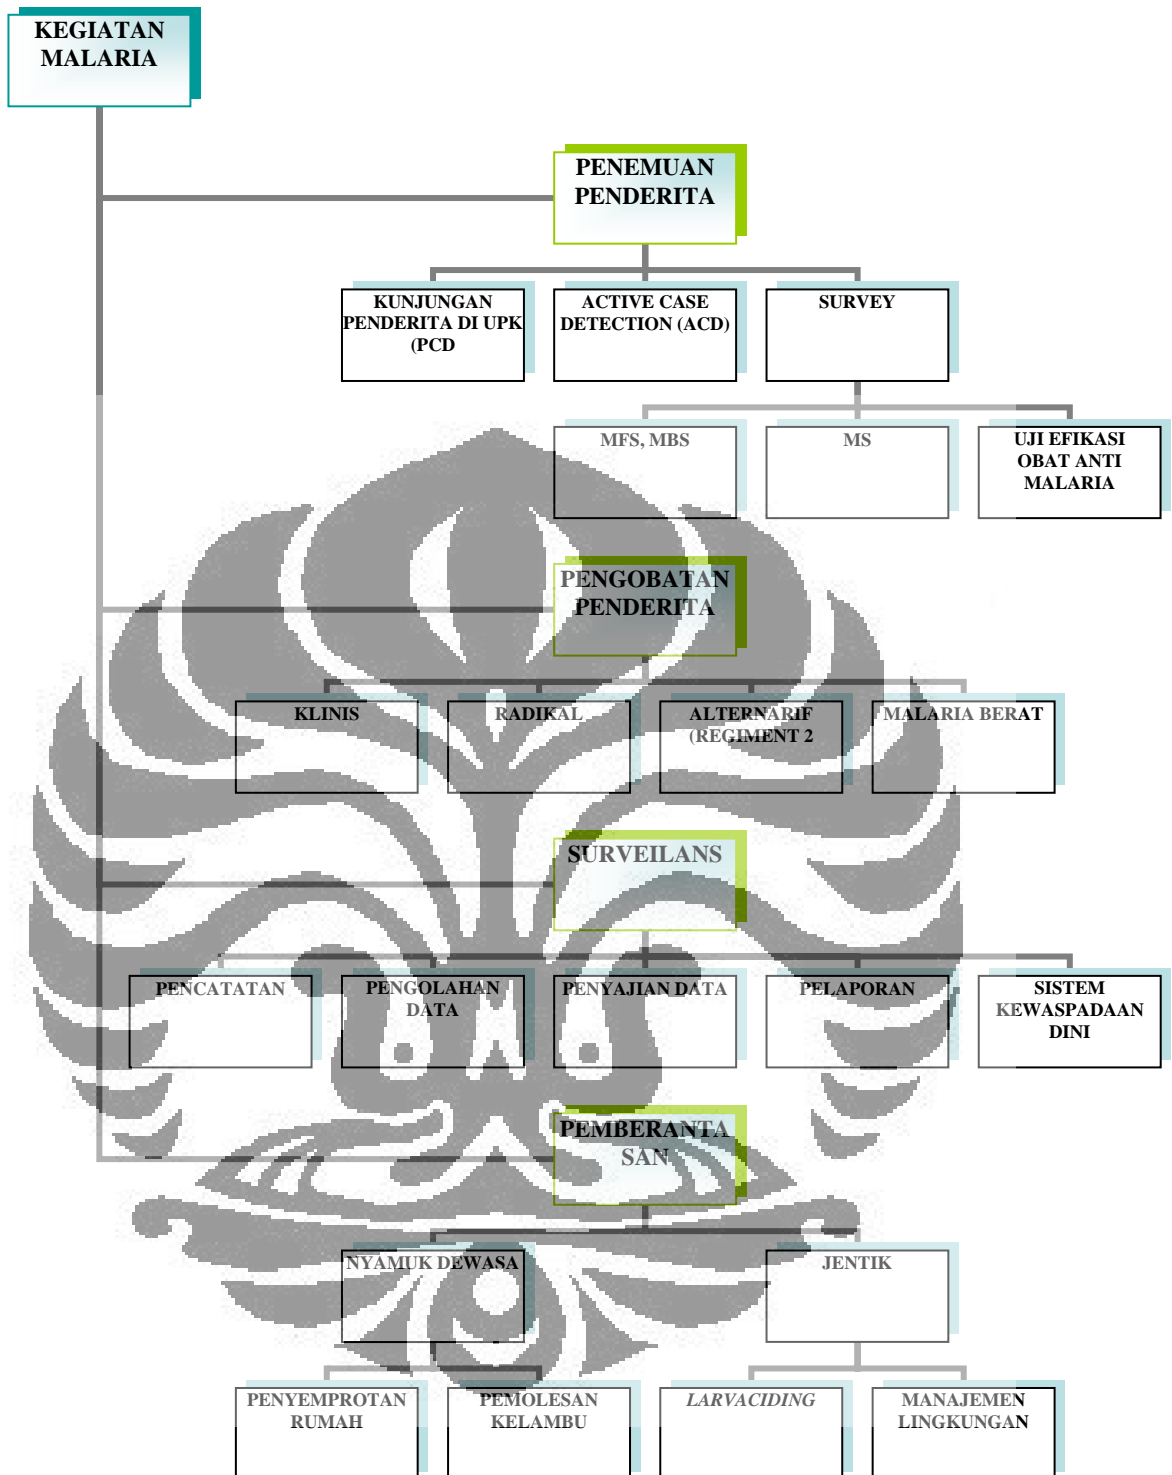 KEGIATAN
MALARIA
PENEMUAN
PENDERITA
KUNJUNGAN
PENDERITA DI UPK
(PCD
ACTIVE CASE
DETECTION (ACD)
SURVEY
MFS, MBS
MS
UJI EFIKASI
OBAT ANTI
MALARIA
PENGOBATAN
PENDERITA
KLINIS
RADIKAL
ALTERNARIF
(REGIMENT 2
MALARIA BERAT
SURVEILANS
PENCATATAN
PENGOLAHAN
DATA
PENYAJIAN DATA
PELAPORAN
SISTEM
KEWASPADAAN
DINI
PEMBERANTA
SAN
NYAMUK DEWASA
JENTIK
PENYEMPROTAN
RUMAH
PEMOLESAN
KELAMBU
LARVACIDING
MANAJEMEN
LINGKUNGAN